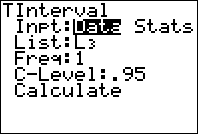 TInterval
Inpt:Data Stats
List:L₃
Freq:1
C-Level:.95
Calculate